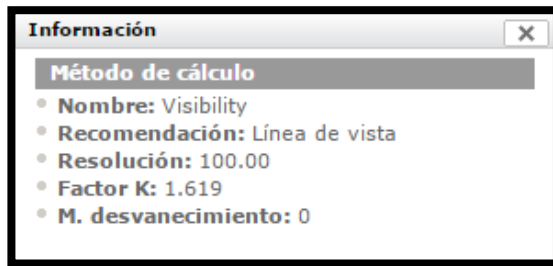 Información
Método de cálculo
Nombre: Visibility
Recomendación: Línea de vista
Resolución: 100.00
Factor K: 1.619
M. desvanecimiento: 0